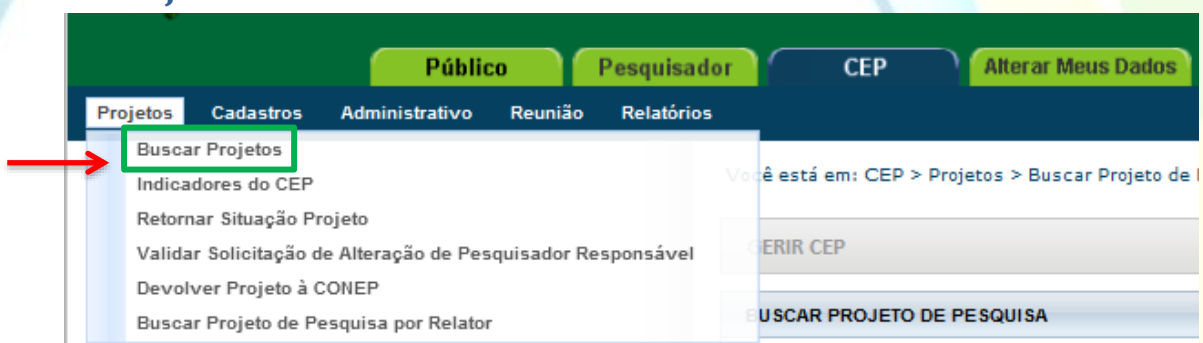 Público Pesquisador CEP Alterar Meus Dados
Projetos Cadastros Administrativo Reunião Relatórios
Buscar Projetos
Indicadores do CEP
Retornar Situação Projeto
Validar Solicitação de Alteração de Pesquisador Responsável
Devolver Projeto à CONEP
Buscar Projeto de Pesquisa por Relator
Você está em: CEP > Projetos > Buscar Projeto de
GERIR CEP
BUSCAR PROJETO DE PESQUISA